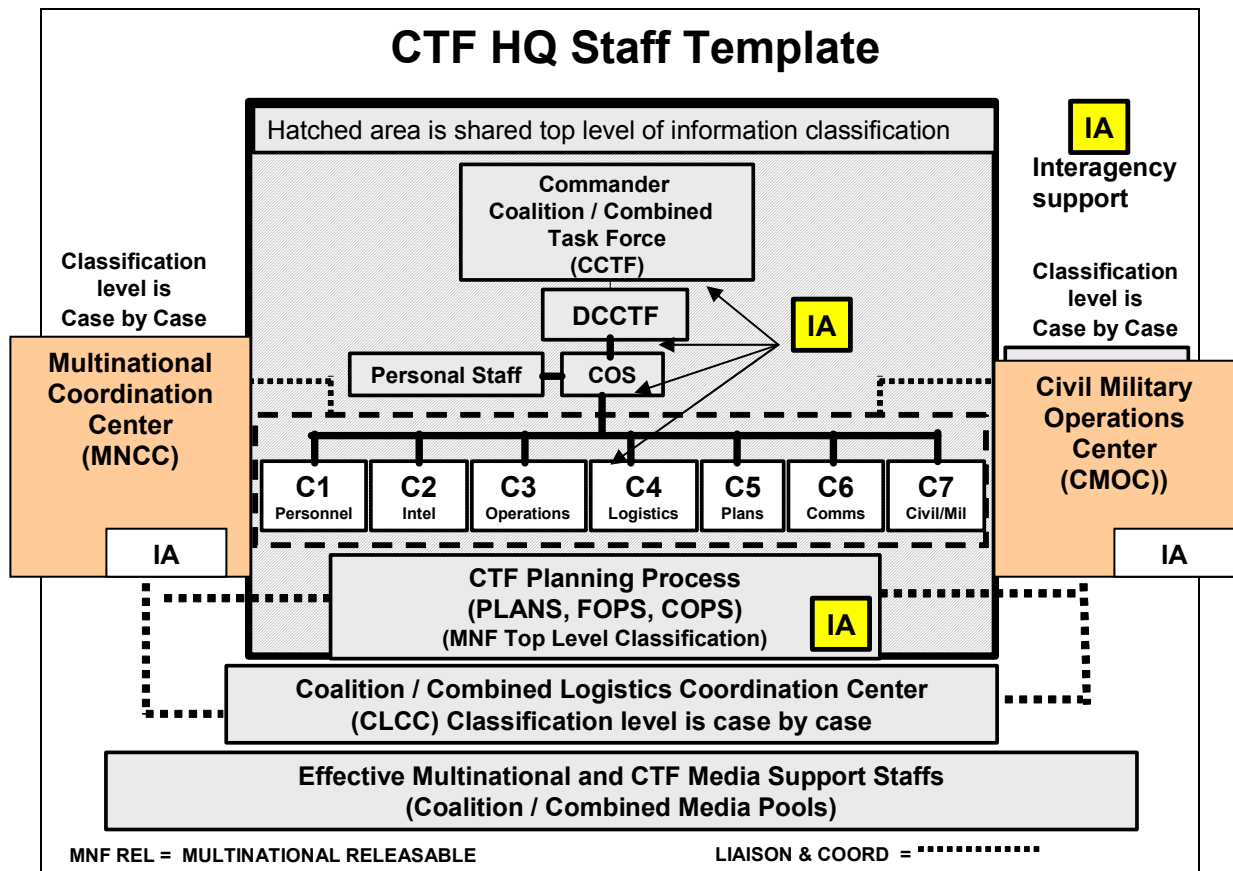 CTF HQ Staff Template
Hatched area is shared top level of information classification
IA
Interagency
support
Commander
Coalition / Combined
Task Force
(CCTF)
Classification
level is
Case by Case
Classification
level is
Case by Case
DCCTF
IA
Personal Staff
COS
Multinational
Coordination
Center
(MNCC)
IA
Civil Military
Operations
Center
(CMOC))
IA
C1
Personnel
C2
Intel
C3
Operations
C4
Logistics
C5
Plans
C6
Comms
C7
Civil/Mil
CTF Planning Process
(PLANS, FOPS, COPS)
(MNF Top Level Classification)
IA
Coalition / Combined Logistics Coordination Center
(CLCC) Classification level is case by case
Effective Multinational and CTF Media Support Staffs
(Coalition / Combined Media Pools)
MNF REL = MULTINATIONAL RELEASABLE
LIAISON & COORD =